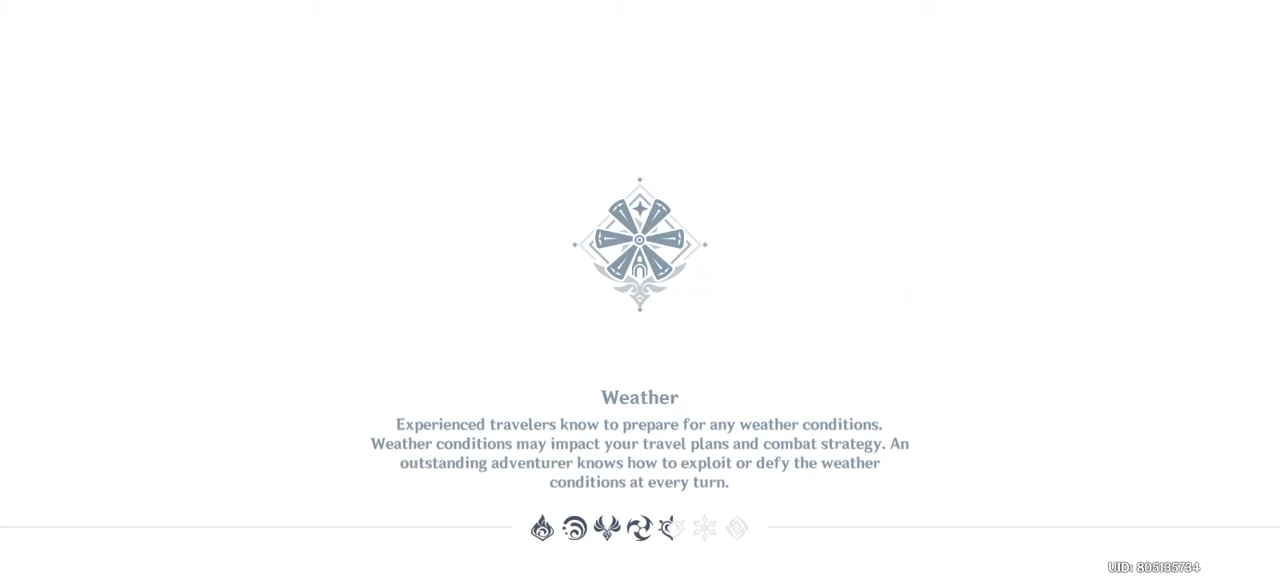 Weather
Experienced travelers know to prepare for any weather conditions.
Weather conditions may impact your travel plans and combat strategy. An
outstanding adventurer knows how to exploit or defy the weather
conditions at every turn.
UID: 805135734